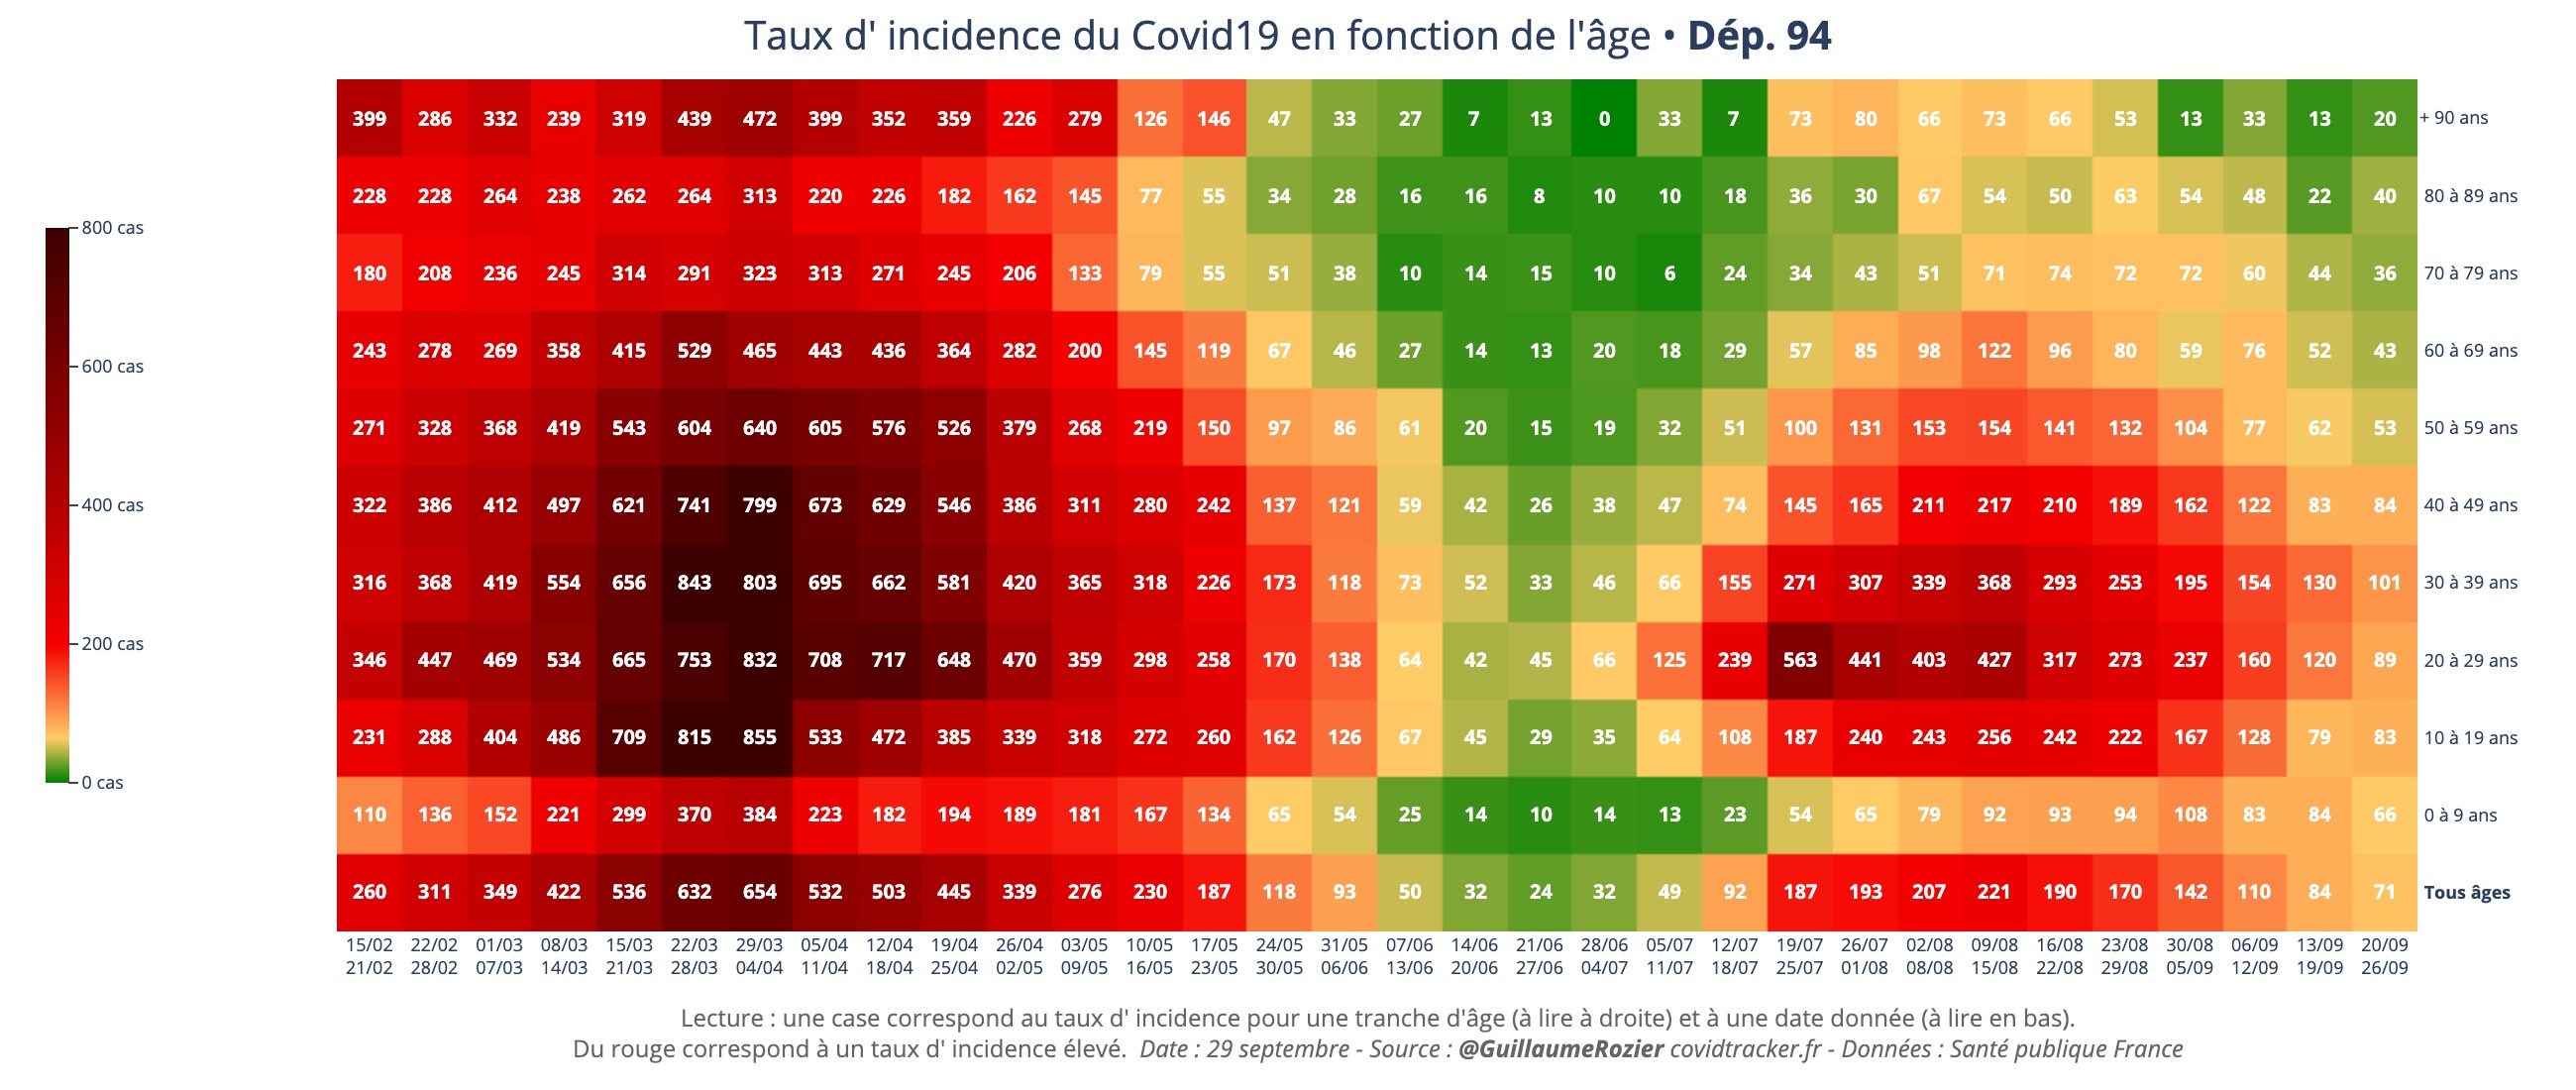 Taux d' incidence du Covid19 en fonction de l'âge • Dép. 94
399 286 332 239 319 439 472 399 352 359 226 279 126 146 47 33 27 7 13 0 33 7 73 80 66 73 66 53 13 33 13 20 + 90 ans
228 228 264 238 262 264 313 220 226 182 162 145 77 55 34 28 16 16 8 10 10 18 36 30 67 54 50 63 54 48 22 40 80 à 89 ans
800 cas
180 208 236 245 314 291 323 313 271 245 206 133 79 55 51 38 10 14 15 10 6 24 34 43 51 71 74 72 72 60 44 36 70 à 79 ans
243 278 269 358 415 529 465 443 436 364 282 200 145 119 67 46 27 14 13 20 18 29 57 85 98 122 96 80 59 76 52 43 60 à 69 ans
600 cas
271 328 368 419 543 604 640 605 576 526 379 268 219 150 97 86 61 20 15 19 32 51 100 131 153 154 141 132 104 77 62 53 50 à 59 ans
400 cas
322 386 412 497 621 741 799 673 629 546 386 311 280 242 137 121 59 42 26 38 47 74 145 165 211 217 210 189 162 122 83 84 40 à 49 ans
316 368 419 554 656 843 803 695 662 581 420 365 318 226 173 118 73 52 33 46 66 155 271 307 339 368 293 253 195 154 130 101 30 à 39 ans
200 cas
346 447 469 534 665 753 832 708 717 648 470 359 298 258 170 138 64 42 45 66 125 239 563 441 403 427 317 273 237 160 120 89 20 à 29 ans
231 288 404 486 709 815 855 533 472 385 339 318 272 260 162 126 67 45 29 35 64 108 187 240 243 256 242 222 167 128 79 83 10 à 19 ans
0 cas
110 136 152 221 299 370 384 223 182 194 189 181 167 134 65 54 25 14 10 14 13 23 54 65 79 92 93 94 108 83 84 66 0 à 9 ans
260 311 349 422 536 632 654 532 503 445 339 276 230 187 118 93 50 32 24 32 49 92 187 193 207 221 190 170 142 110 84 71 Tous âges
15/02 22/02 01/03 08/03 15/03 22/03 29/03 05/04 12/04 19/04 26/04 03/05 10/05 17/05 24/05 31/05 07/06 14/06 21/06 28/06 05/07 12/07 19/07 26/07 02/08 09/08 16/08 23/08 30/08 06/09 13/09 20/09
21/02 28/02 07/03 14/03 21/03 28/03 04/04 11/04 18/04 25/04 02/05 09/05 16/05 23/05 30/05 06/06 13/06 20/06 27/06 04/07 11/07 18/07 25/07 01/08 08/08 15/08 22/08 29/08 05/09 12/09 19/09 26/09
Lecture : une case correspond au taux d' incidence pour une tranche d'âge (à lire à droite) et à une date donnée (à lire en bas).
Du rouge correspond à un taux d' incidence élevé. Date : 29 septembre - Source : @GuillaumeRozier covidtracker.fr - Données : Santé publique France